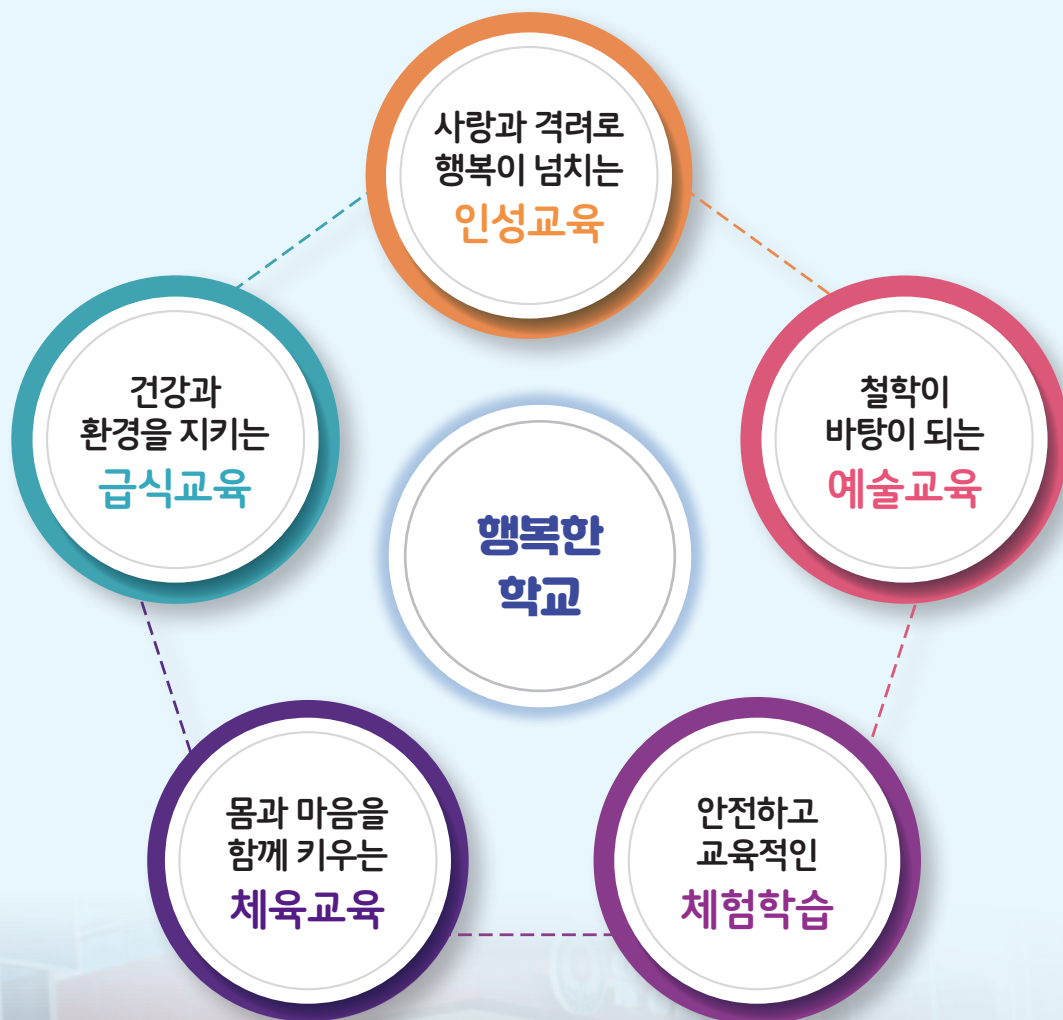 사랑과 격려로
행복이 넘치는
인성교육
건강과
환경을 지키는
급식교육
철학이
바탕이 되는
예술교육
행복한
학교
몸과 마음을
함께 키우는
체육교육
안전하고
교육적인
체험학습